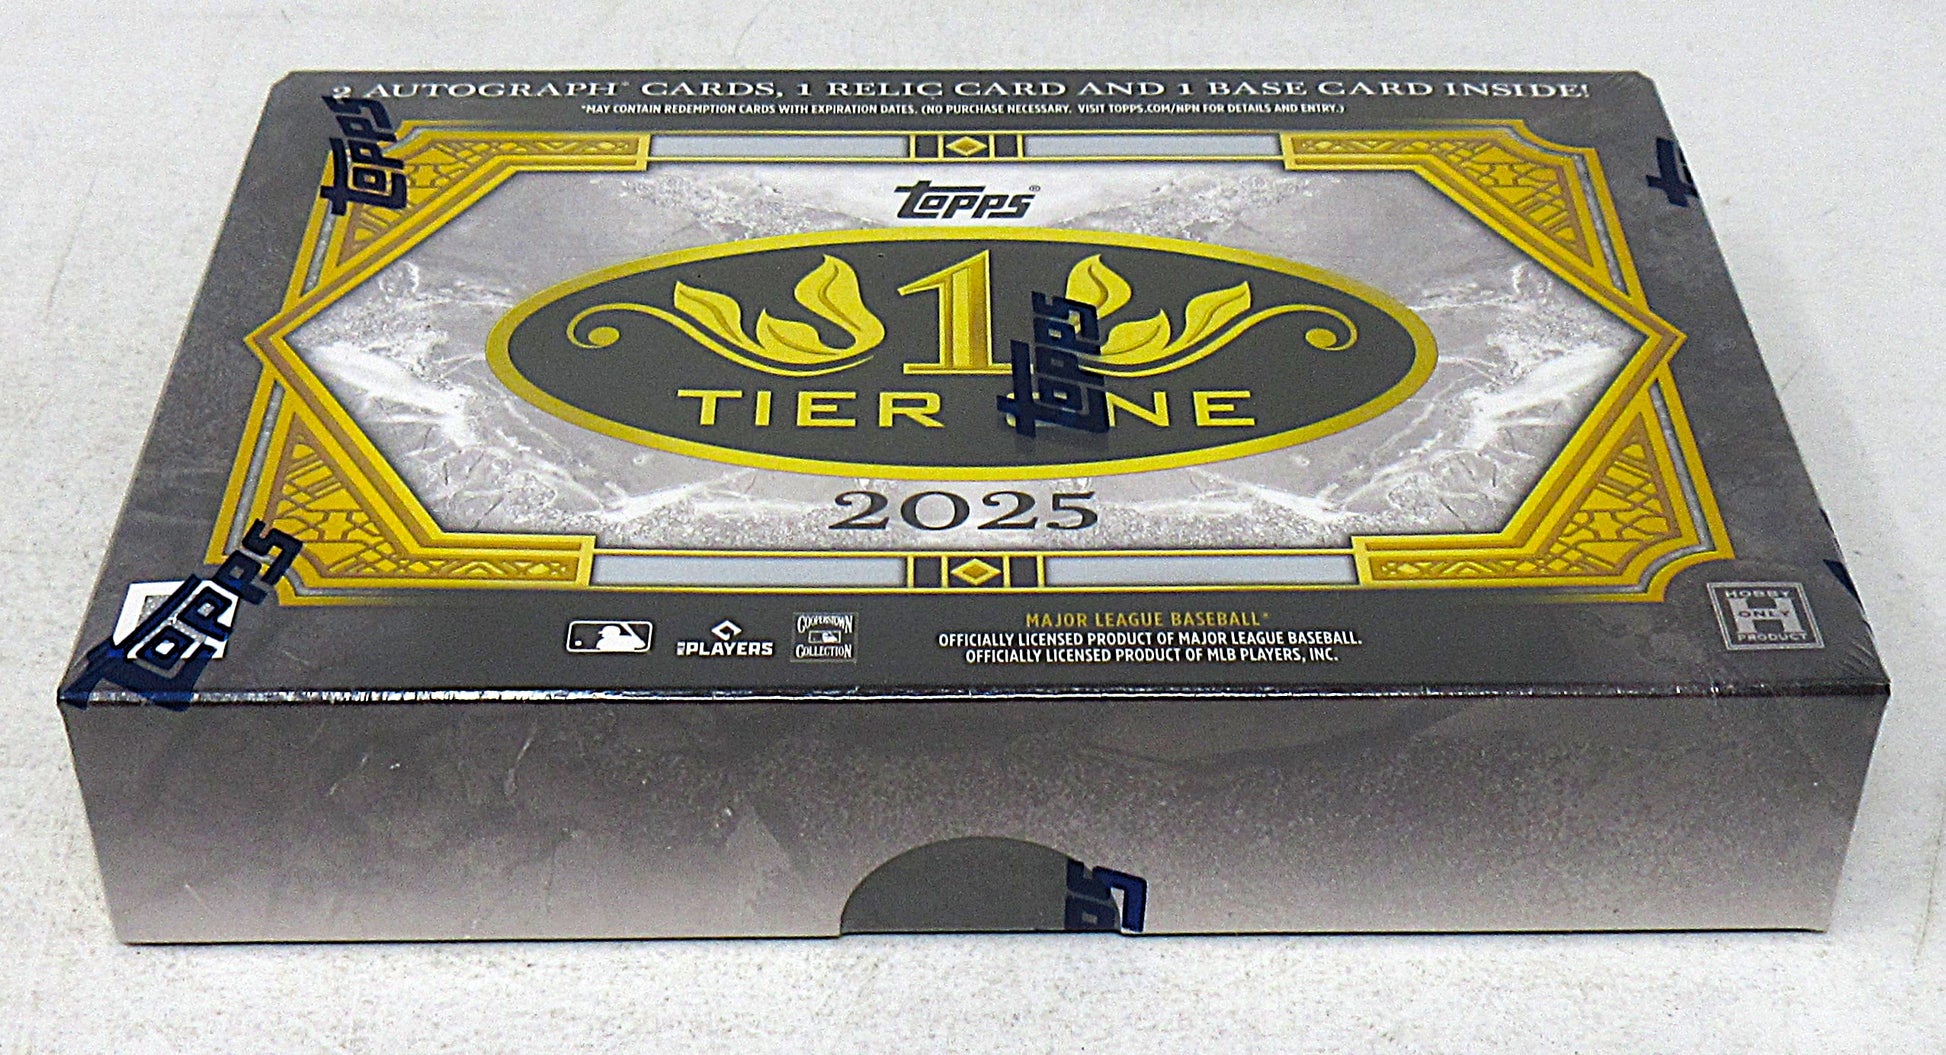 2 AUTOGRAPH* CARDS, 1 RELIC CARD AND 1 BASE CARD INSIDE!
*MAY CONTAIN REDEMPTION CARDS WITH EXPIRATION DATES. (NO PURCHASE NECESSARY. VISIT TOPPS.COM/NPN FOR DETAILS AND ENTRY.)
topps
topps®
1
topps
TIER ONE
2025
topps
MLB PLAYERS
COOPERSTOWN
COLLECTION
MAJOR LEAGUE BASEBALL*
OFFICIALLY LICENSED PRODUCT OF MAJOR LEAGUE BASEBALL.
OFFICIALLY LICENSED PRODUCT OF MLB PLAYERS, INC.
HOBBY
ONLY
PRODUCT
ps